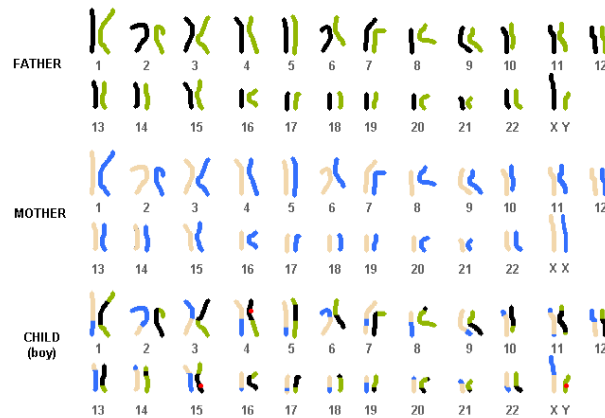 FATHER
1 2 3 4 5 6 7 8 9 10 11 12
13 14 15 16 17 18 19 20 21 22 X Y
MOTHER
1 2 3 4 5 6 7 8 9 10 11 12
13 14 15 16 17 18 19 20 21 22 X X
CHILD
(boy)
1 2 3 4 5 6 7 8 9 10 11 12
13 14 15 16 17 18 19 20 21 22 X Y